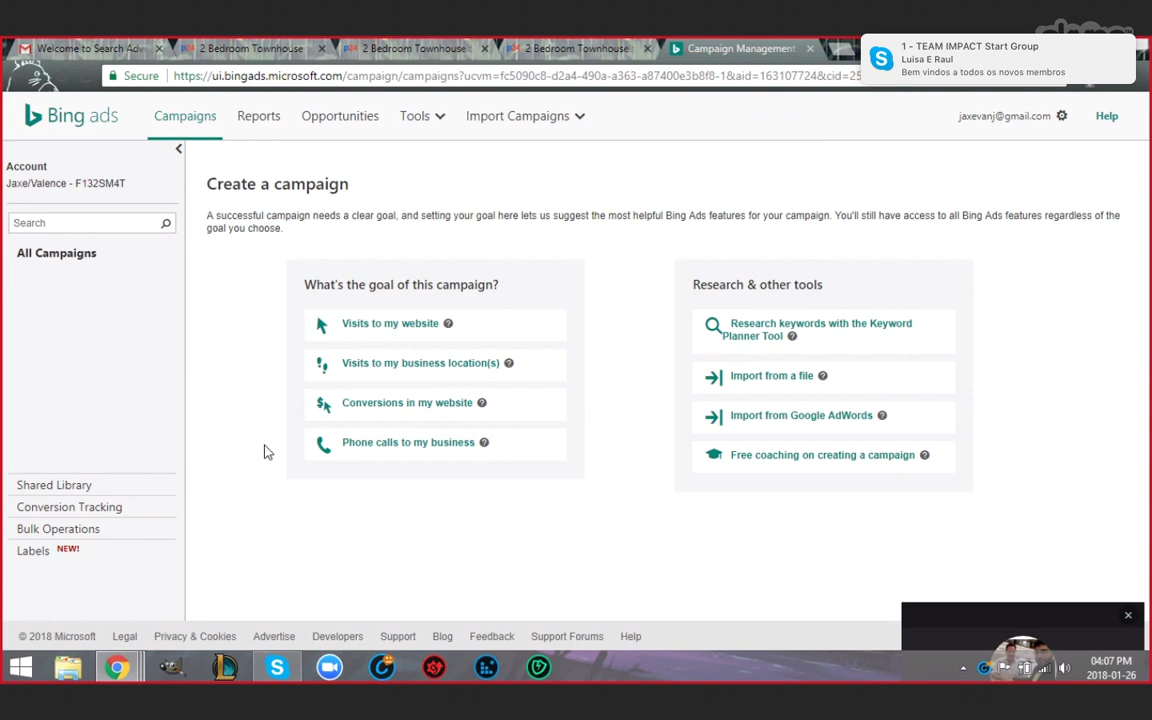 Welcome to Search Adv
2 Bedroom Townhouse
2 Bedroom Townhouse
2 Bedroom Townhouse
Campaign Management
1 - TEAM IMPACT Start Group
Luisa E Raul
Bem vindos a todos os novos membros
Secure
https://ui.bingads.microsoft.com/campaign/campaigns?ucvm=fc5090c8-d2a4-490a-a363-a87400e3b8f8-1&aid=163107724&cid=25
Bing ads
Campaigns
Reports
Opportunities
Tools
Import Campaigns
jaxevanj@gmail.com
Help
Account
Jaxe/Valence - F132SM4T
Search
All Campaigns
Shared Library
Conversion Tracking
Bulk Operations
Labels NEW!
Create a campaign
A successful campaign needs a clear goal, and setting your goal here lets us suggest the most helpful Bing Ads features for your campaign. You'll still have access to all Bing Ads features regardless of the
goal you choose.
What's the goal of this campaign?
Visits to my website
Visits to my business location(s)
Conversions in my website
Phone calls to my business
Research & other tools
Research keywords with the Keyword
Planner Tool
Import from a file
Import from Google AdWords
Free coaching on creating a campaign
© 2018 Microsoft
Legal
Privacy & Cookies
Advertise
Developers
Support
Blog
Feedback
Support Forums
Help
04:07 PM
2018-01-26